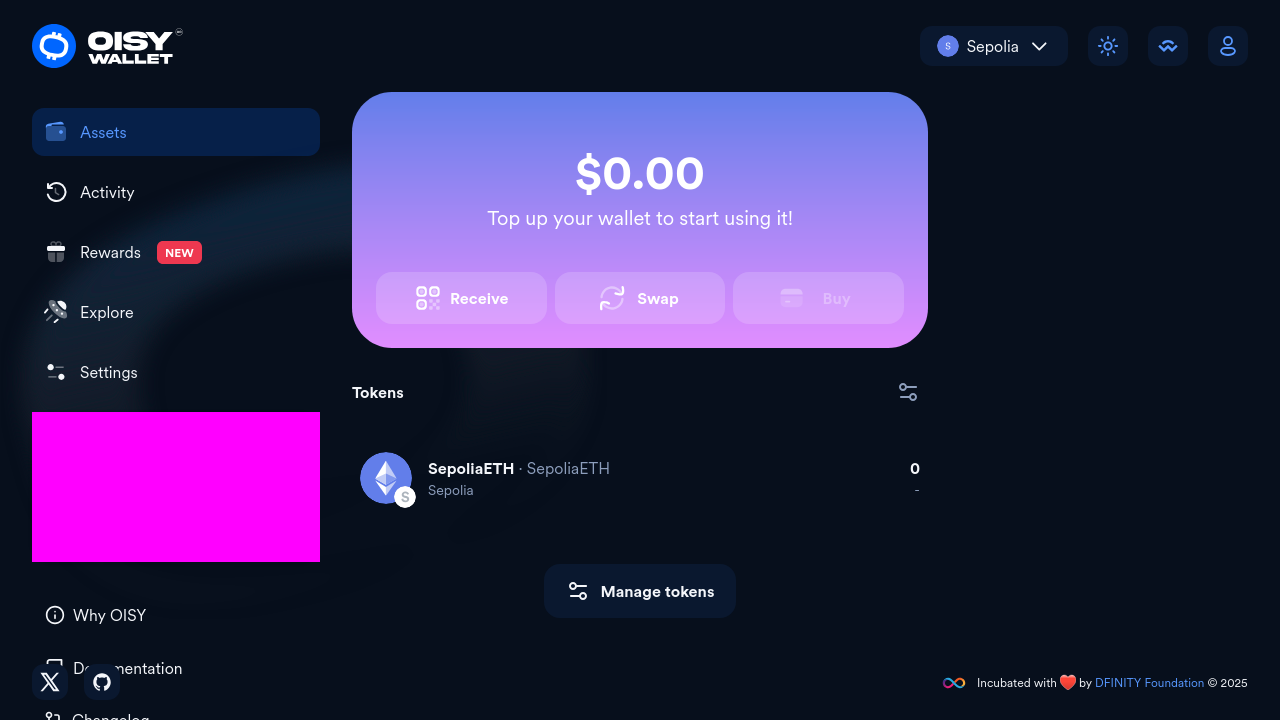 OISY
WALLET
S
Sepolia
Assets
Activity
Rewards
NEW
Explore
Settings
Why OISY
Documentation
Changelog
$0.00
Top up your wallet to start using it!
Receive
Swap
Buy
Tokens
SepoliaETH · SepoliaETH
0
S
Sepolia
-
Manage tokens
Incubated with ❤️ by DFINITY Foundation © 2025